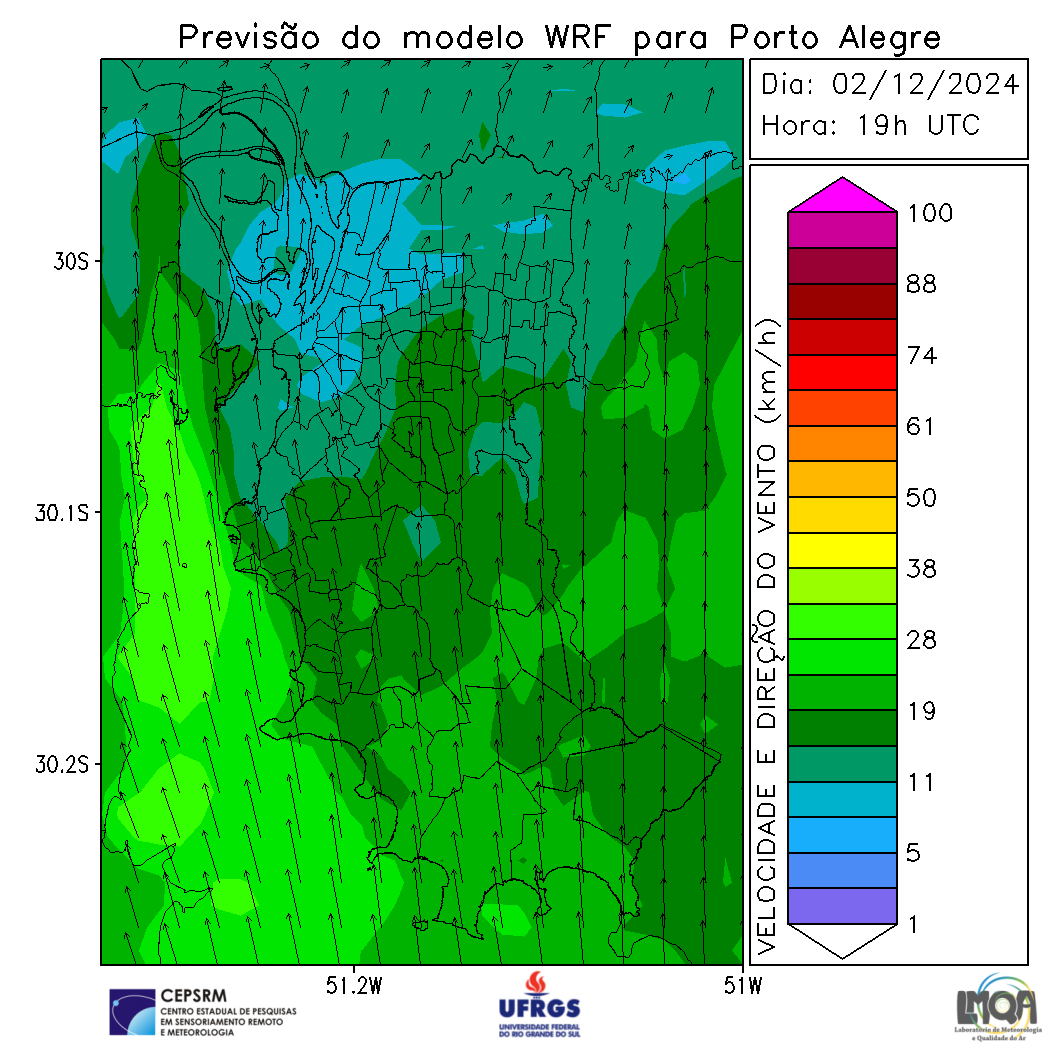 Previsão do modelo WRF para Porto Alegre
Dia: 02/12/2024
Hora: 19h UTC
30S
30.1S
30.2S
51.2W
51W
VELOCIDADE E DIREÇÃO DO VENTO (km/h)
100
88
74
61
50
38
28
19
11
5
1
CEPSRM
CENTRO ESTADUAL DE PESQUISAS
EM SENSORIAMENTO REMOTO
E METEOROLOGIA
UFRGS
UNIVERSIDADE FEDERAL
DO RIO GRANDE DO SUL
LMQA
Laboratório de Meteorologia
e Qualidade do Ar